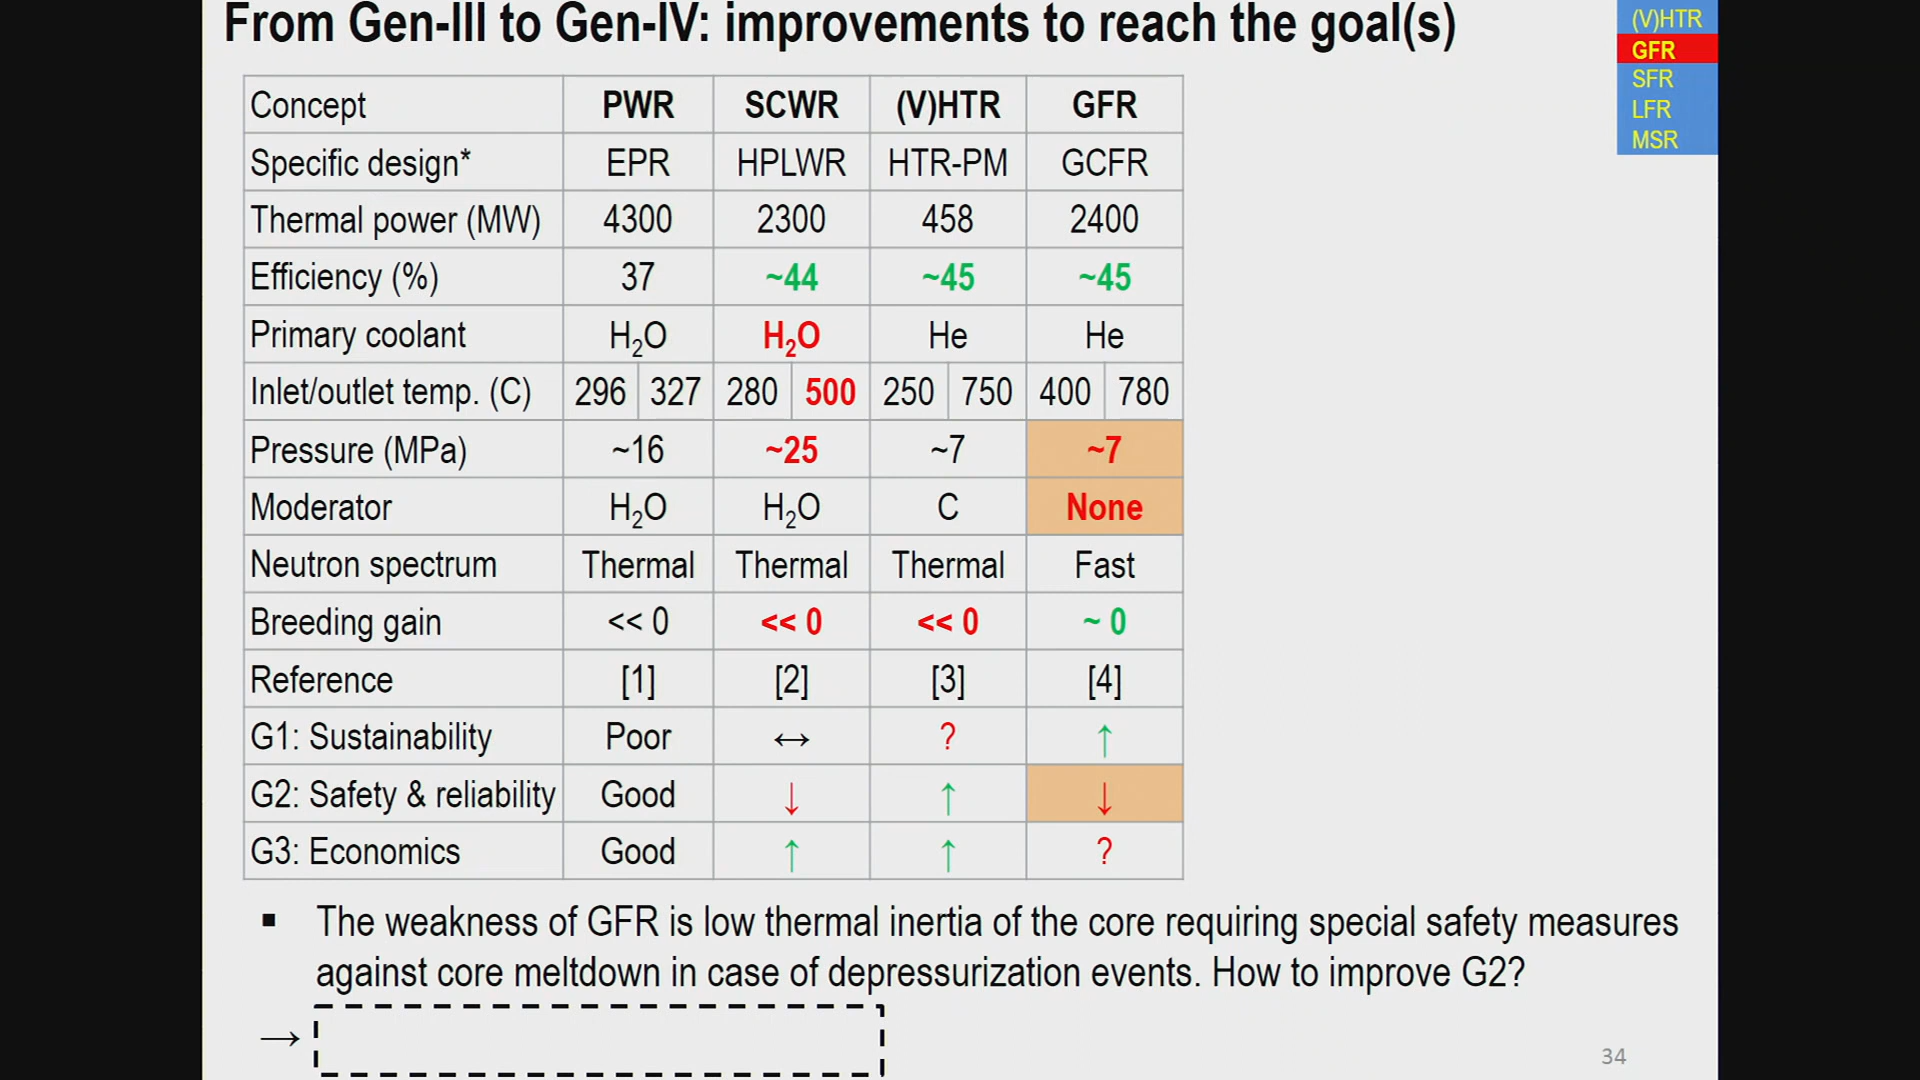 From Gen-III to Gen-IV: improvements to reach the goal(s)
(V)HTR
GFR
SFR
LFR
MSR
Concept PWR SCWR (V)HTR GFR
Specific design* EPR HPLWR HTR-PM GCFR
Thermal power (MW) 4300 2300 458 2400
Efficiency (%) 37 ~44 ~45 ~45
Primary coolant H₂O H₂O He He
Inlet/outlet temp. (C) 296 327 280 500 250 750 400 780
Pressure (MPa) ~16 ~25 ~7 ~7
Moderator H₂O H₂O C None
Neutron spectrum Thermal Thermal Thermal Fast
Breeding gain << 0 << 0 << 0 ~ 0
Reference [1] [2] [3] [4]
G1: Sustainability Poor ↔ ? ↑
G2: Safety & reliability Good ↓ ↑ ↓
G3: Economics Good ↑ ↑ ?
▪ The weakness of GFR is low thermal inertia of the core requiring special safety measures
against core meltdown in case of depressurization events. How to improve G2?
→
34